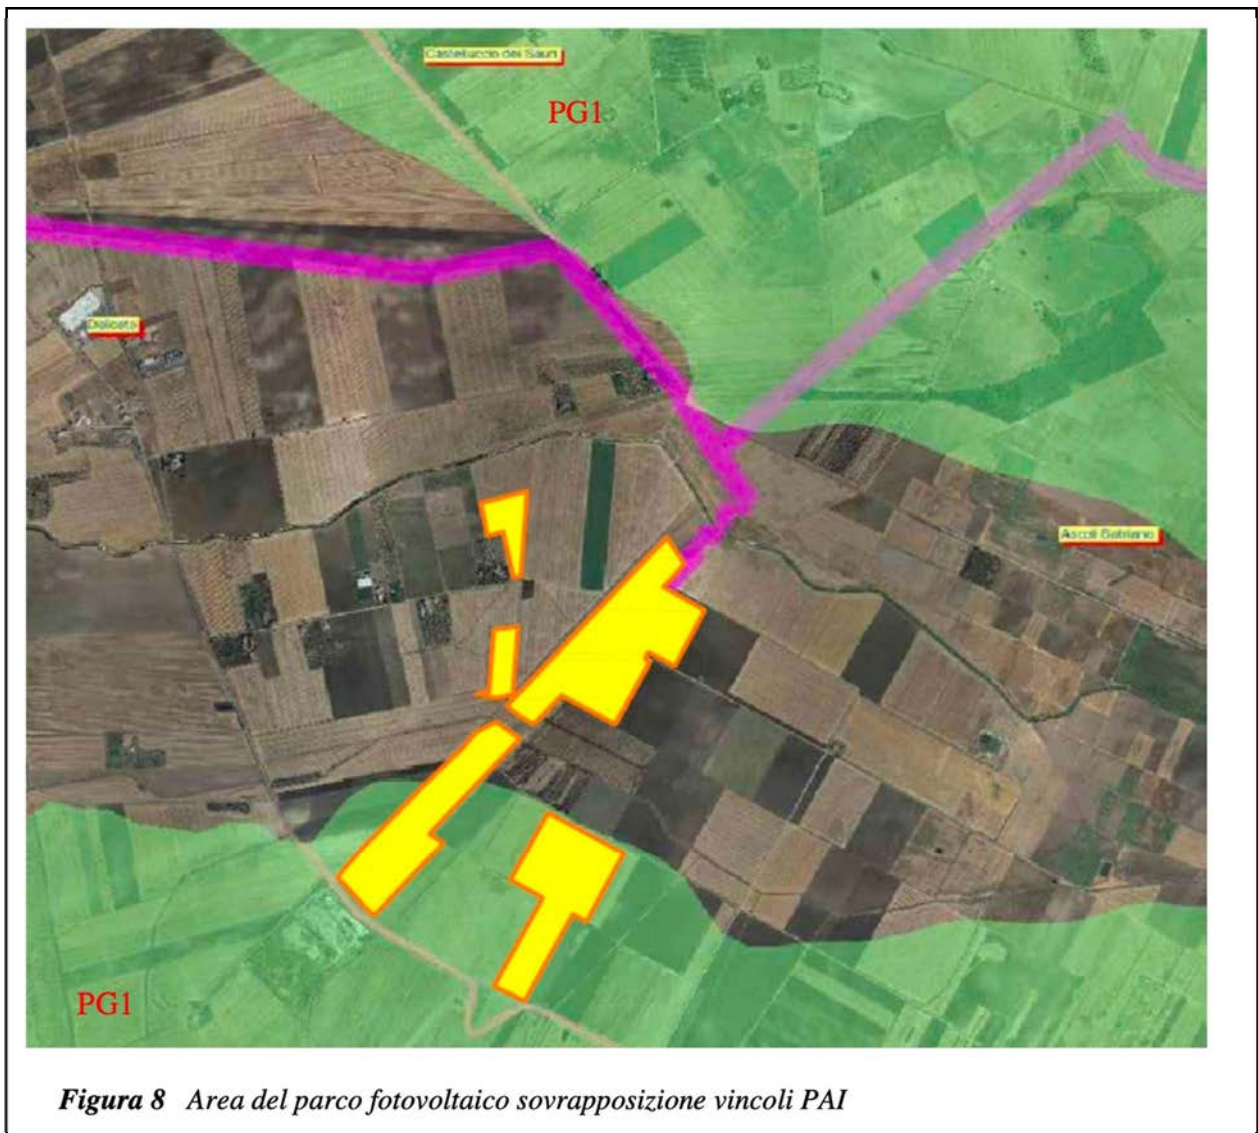 Castelluccio dei Sauri
PG1
Deliceto
Ascoli Satriano
PG1
Figura 8 Area del parco fotovoltaico sovrapposizione vincoli PAI